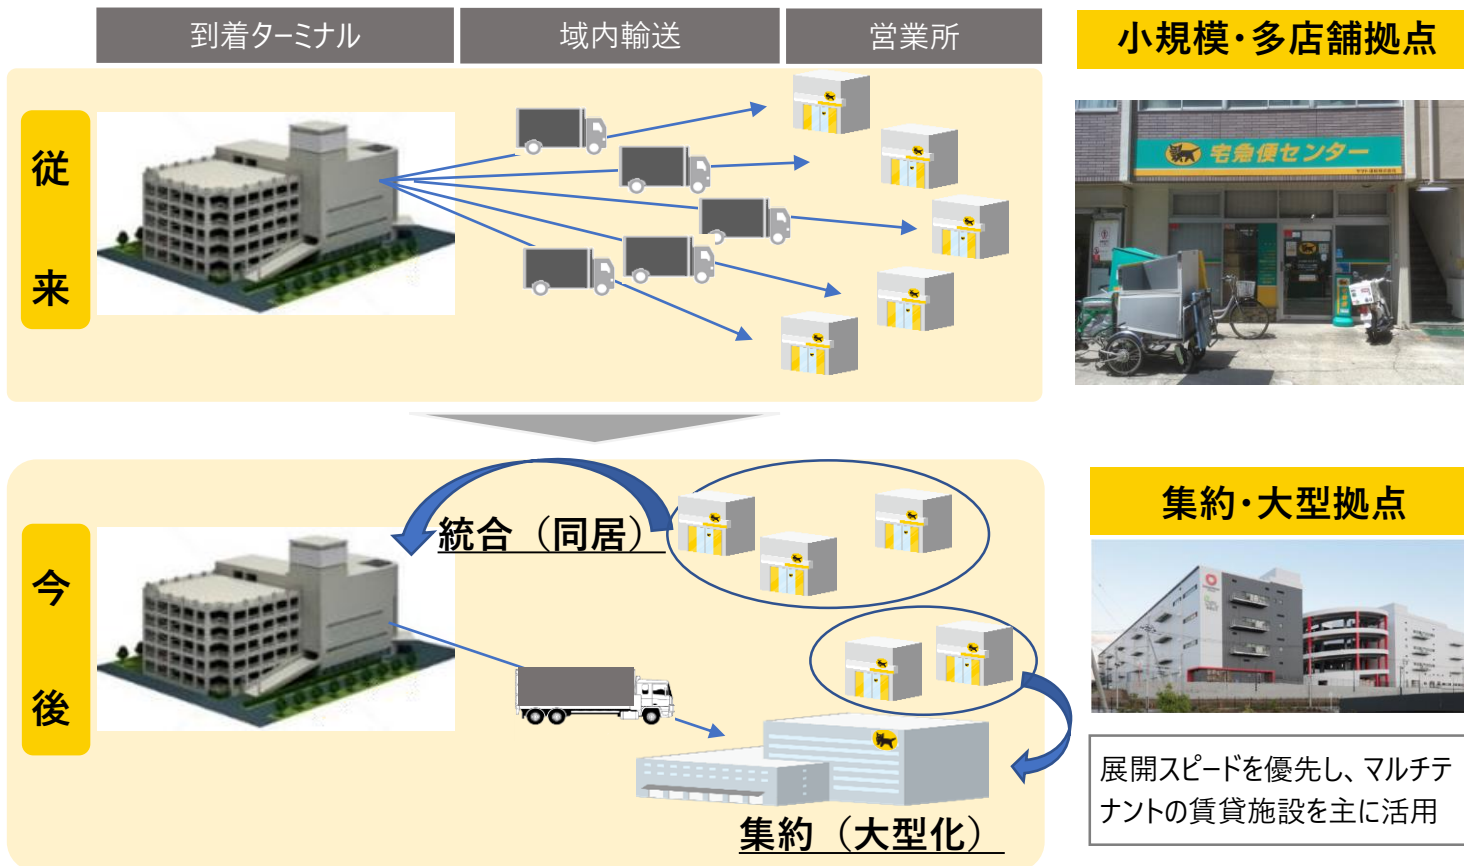 到着ターミナル
域内輸送
営業所
小規模・多店舗拠点
従
来
宅急便センター
統合（同居）
今
後
集約（大型化）
集約・大型拠点
展開スピードを優先し、マルチテ
ナントの賃貸施設を主に活用